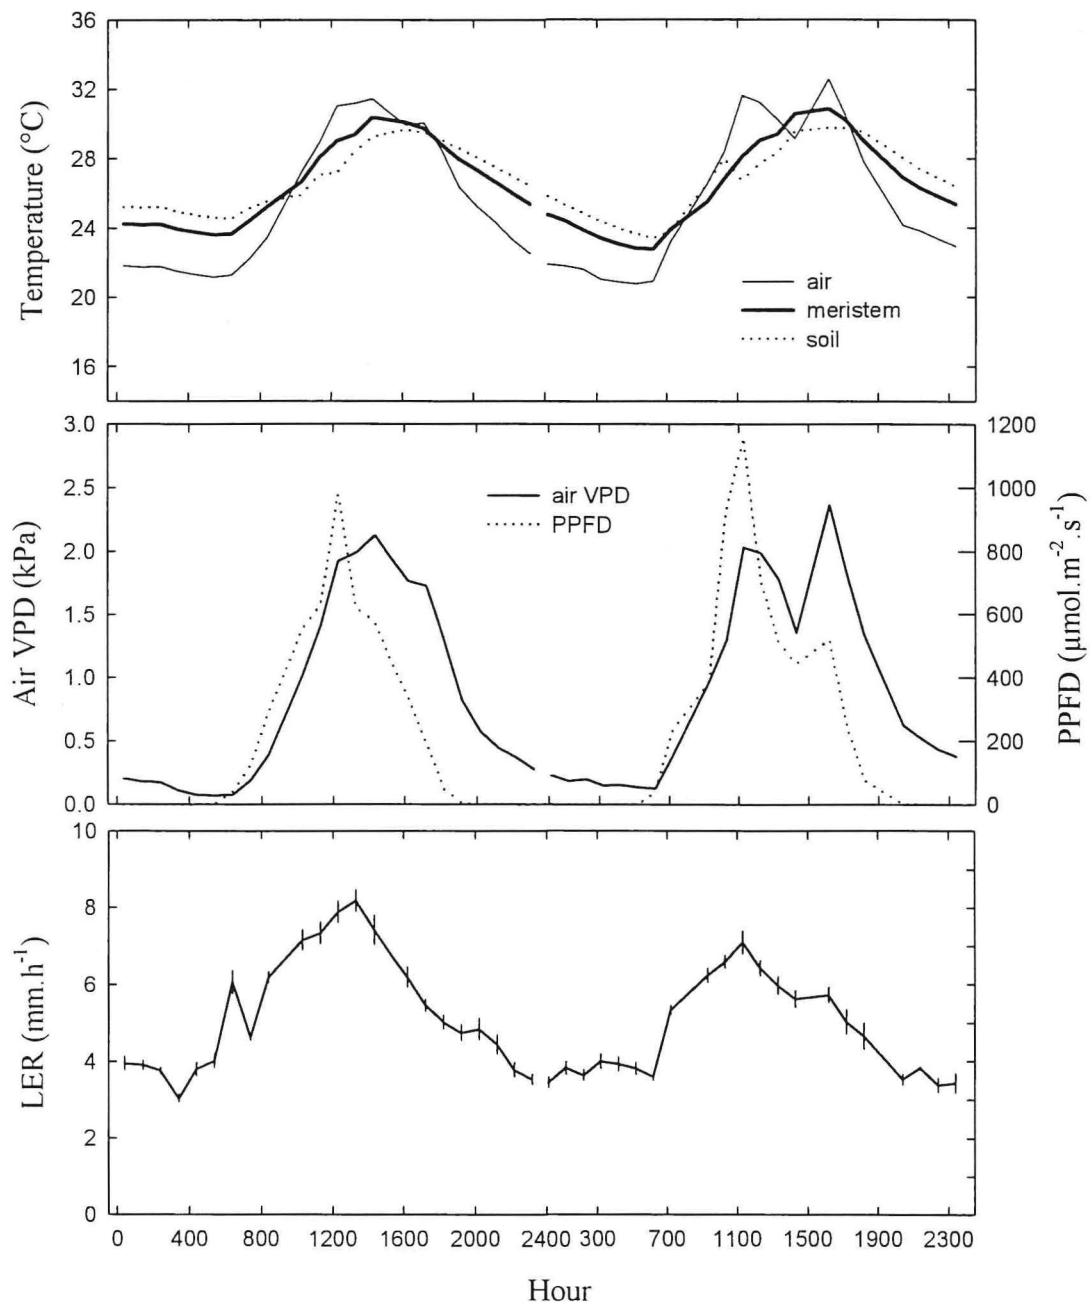 36
32
28
24
20
16
Temperature (°C)
air
meristem
soil
3.0
2.5
2.0
1.5
1.0
0.5
0.0
Air VPD (kPa)
air VPD
PPFD
1200
1000
800
600
400
200
0
PPFD (µmol.m⁻².s⁻¹)
10
8
6
4
2
0
LER (mm.h⁻¹)
0 400 800 1200 1600 2000 2400 300 700 1100 1500 1900 2300
Hour